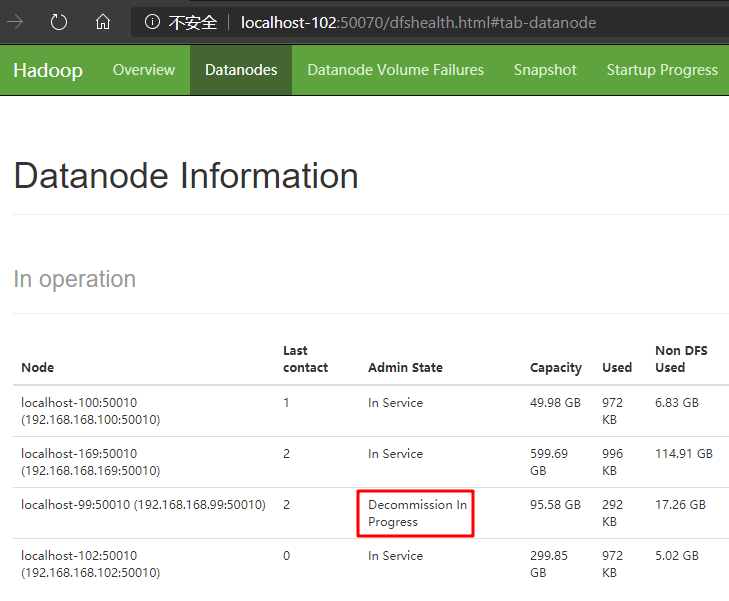 不安全 localhost-102:50070/dfshealth.html#tab-datanode
Hadoop Overview Datanodes Datanode Volume Failures Snapshot Startup Progress
Datanode Information
In operation
Node Last contact Admin State Capacity Used Non DFS Used
localhost-100:50010 (192.168.168.100:50010) 1 In Service 49.98 GB 972 KB 6.83 GB
localhost-169:50010 (192.168.168.169:50010) 2 In Service 599.69 GB 996 KB 114.91 GB
localhost-99:50010 (192.168.168.99:50010) 2 Decommission In Progress 95.58 GB 292 KB 17.26 GB
localhost-102:50010 (192.168.168.102:50010) 0 In Service 299.85 GB 972 KB 5.02 GB